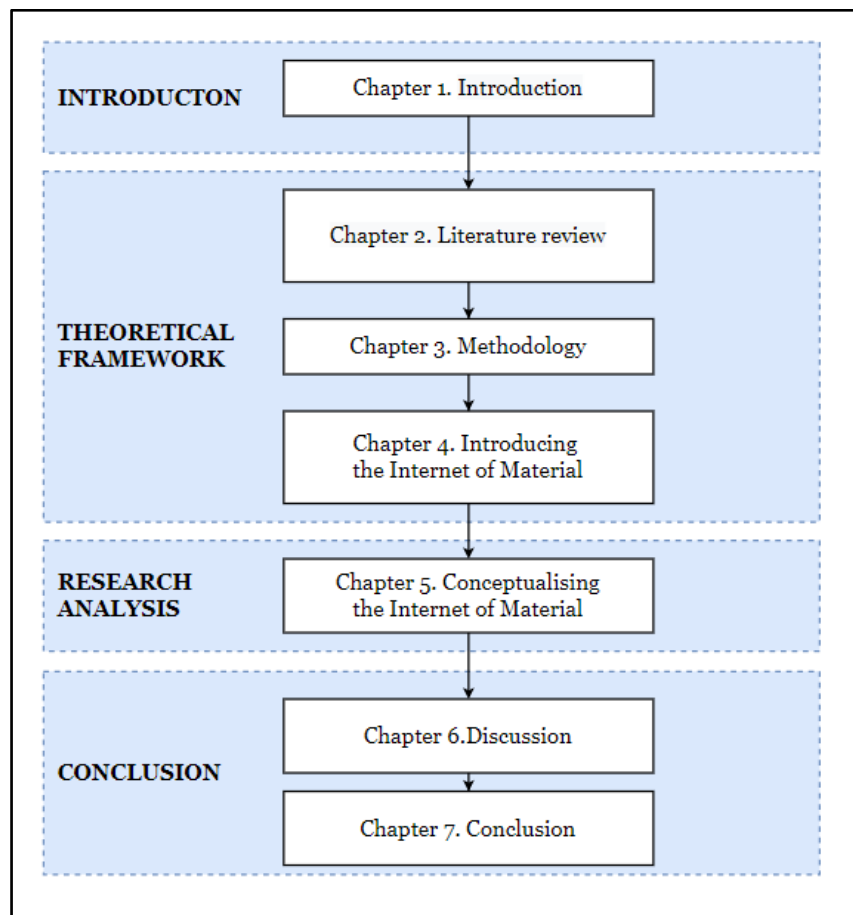 INTRODUCTON
Chapter 1. Introduction
Chapter 2. Literature review
THEORETICAL
FRAMEWORK
Chapter 3. Methodology
Chapter 4. Introducing
the Internet of Material
RESEARCH
ANALYSIS
Chapter 5. Conceptualising
the Internet of Material
CONCLUSION
Chapter 6.Discussion
Chapter 7. Conclusion